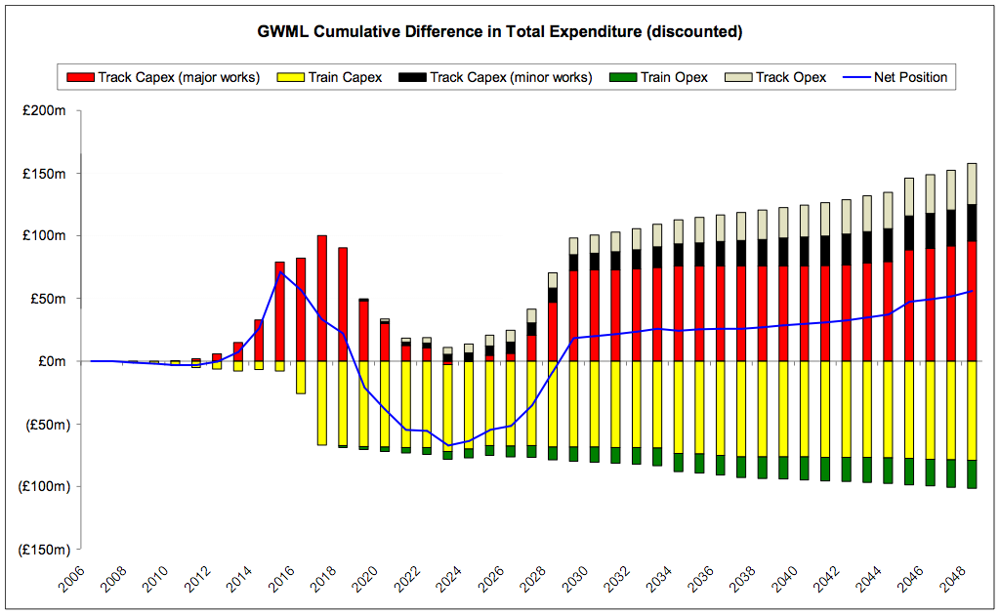 GWML Cumulative Difference in Total Expenditure (discounted)
Track Capex (major works) Train Capex Track Capex (minor works) Train Opex Track Opex Net Position
£200m
£150m
£100m
£50m
£0m
(£50m)
(£100m)
(£150m)
2006 2008 2010 2012 2014 2016 2018 2020 2022 2024 2026 2028 2030 2032 2034 2036 2038 2040 2042 2044 2046 2048